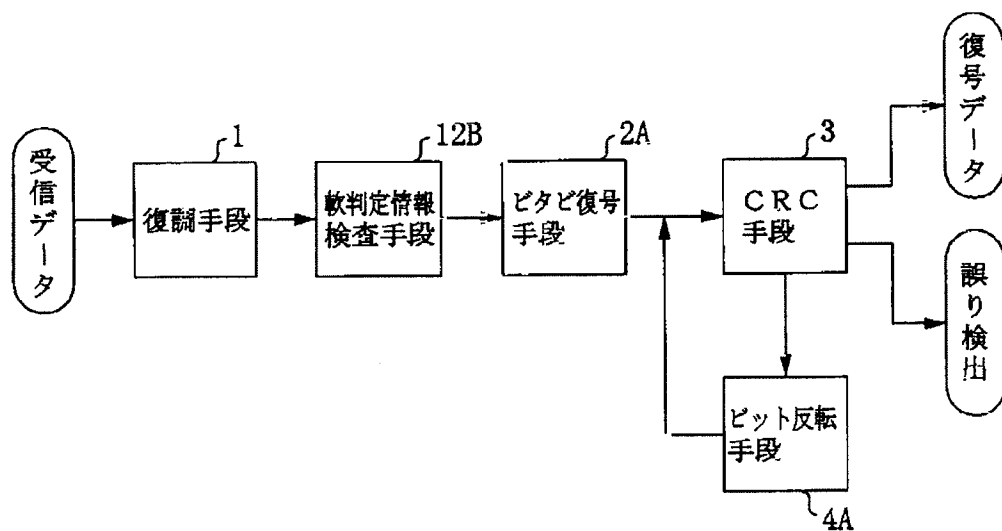 受信データ
1
復調手段
12B
軟判定情報
検査手段
2A
ビタビ復号
手段
3
CRC
手段
復号データ
誤り検出
ビット反転
手段
4A